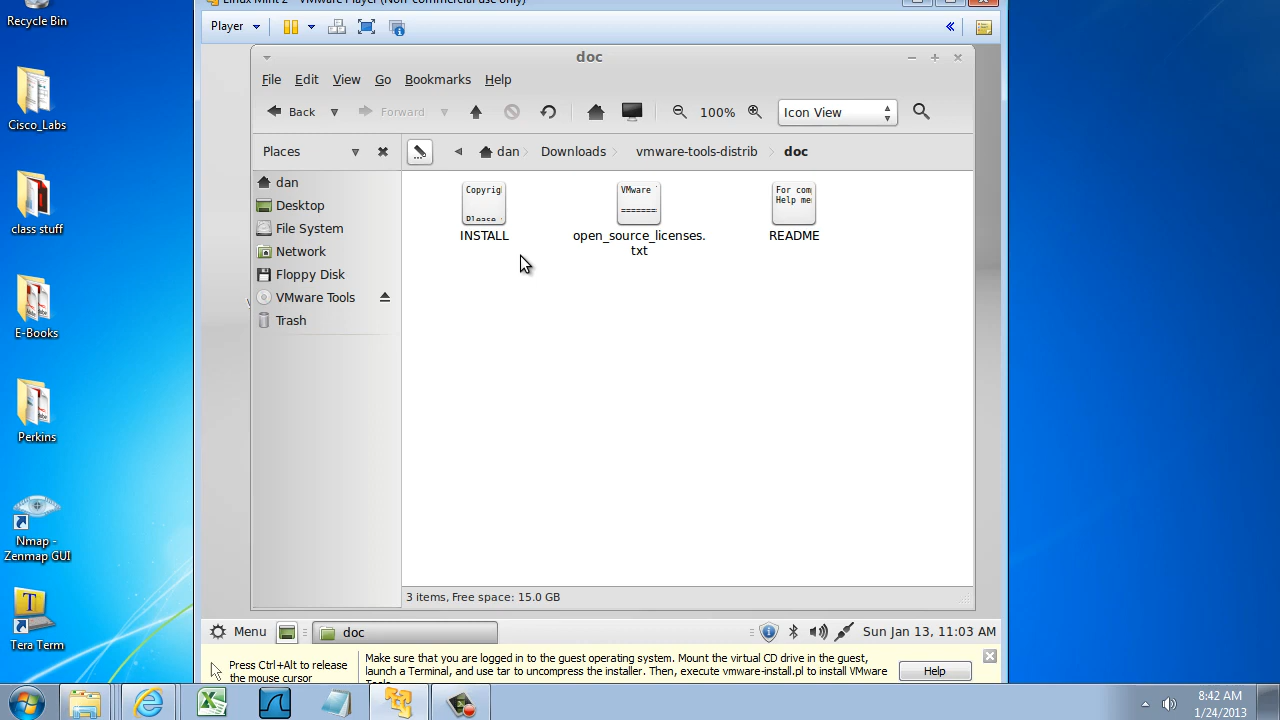 Recycle Bin
Cisco_Labs
class stuff
E-Books
Perkins
Nmap -
Zenmap GUI
Tera Term
VMware Player (Non-commercial use only)
Player
doc
File Edit View Go Bookmarks Help
Back Forward 100% Icon View
Places
dan Downloads vmware-tools-distrib doc
dan
Desktop
File System
Network
Floppy Disk
VMware Tools
Trash
INSTALL
open_source_licenses.
txt
README
3 items, Free space: 15.0 GB
Menu doc Sun Jan 13, 11:03 AM
Press Ctrl+Alt to release
the mouse cursor
Make sure that you are logged in to the guest operating system. Mount the virtual CD drive in the guest,
launch a Terminal, and use tar to uncompress the installer. Then, execute vmware-install.pl to install VMware
Help
8:42 AM
1/24/2013